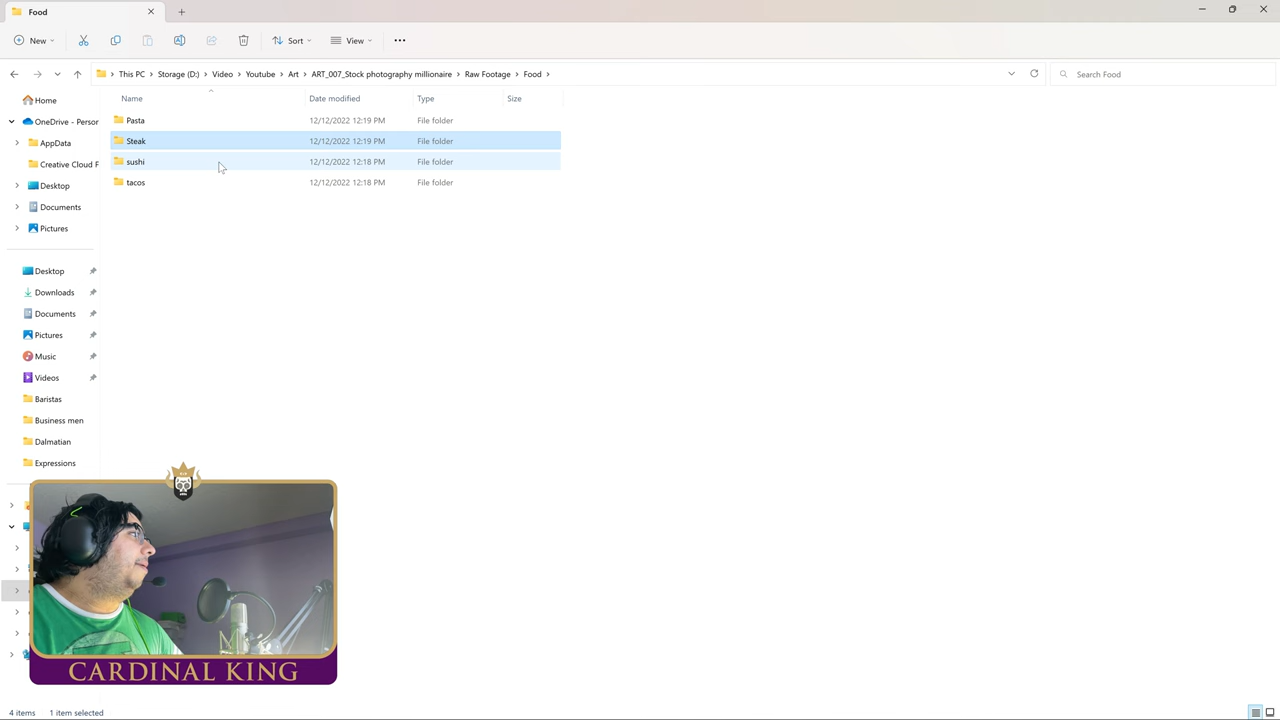 Food
New
Sort
View
This PC > Storage (D:) > Video > Youtube > Art > ART_007_Stock photography millionaire > Raw Footage > Food >
Search Food
Name Date modified Type Size
Pasta 12/12/2022 12:19 PM File folder
Steak 12/12/2022 12:19 PM File folder
sushi 12/12/2022 12:18 PM File folder
tacos 12/12/2022 12:18 PM File folder
Home
OneDrive - Person
AppData
Creative Cloud F
Desktop
Documents
Pictures
Desktop
Downloads
Documents
Pictures
Music
Videos
Baristas
Business men
Dalmatian
Expressions
CARDINAL KING
4 items 1 item selected